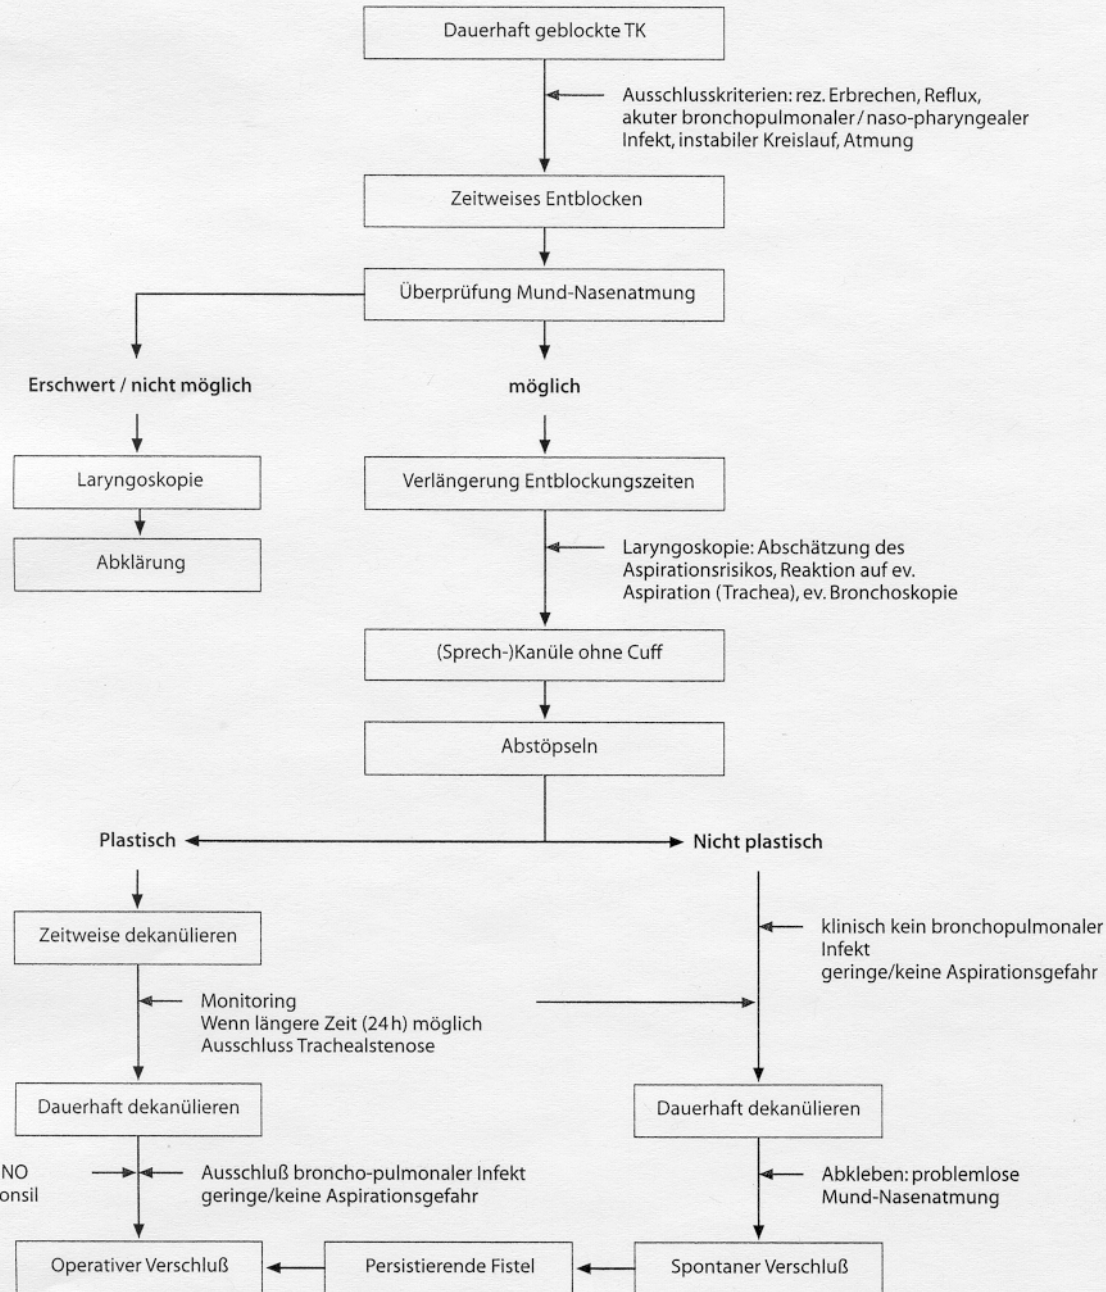 Dauerhaft geblockte TK
Ausschlusskriterien: rez. Erbrechen, Reflux,
akuter bronchopulmonaler/naso-pharyngealer
Infekt, instabiler Kreislauf, Atmung
Zeitweises Entblocken
Überprüfung Mund-Nasenatmung
Erschwert / nicht möglich
möglich
Laryngoskopie
Abklärung
Verlängerung Entblockungszeiten
Laryngoskopie: Abschätzung des
Aspirationsrisikos, Reaktion auf ev.
Aspiration (Trachea), ev. Bronchoskopie
(Sprech-)Kanüle ohne Cuff
Abstöpseln
Plastisch
Nicht plastisch
Zeitweise dekanülieren
klinisch kein bronchopulmonaler
Infekt
geringe/keine Aspirationsgefahr
Monitoring
Wenn längere Zeit (24 h) möglich
Ausschluss Trachealstenose
Dauerhaft dekanülieren
Dauerhaft dekanülieren
NO
onsil
Ausschluß broncho-pulmonaler Infekt
geringe/keine Aspirationsgefahr
Abkleben: problemlose
Mund-Nasenatmung
Operativer Verschluß
Persistierende Fistel
Spontaner Verschluß